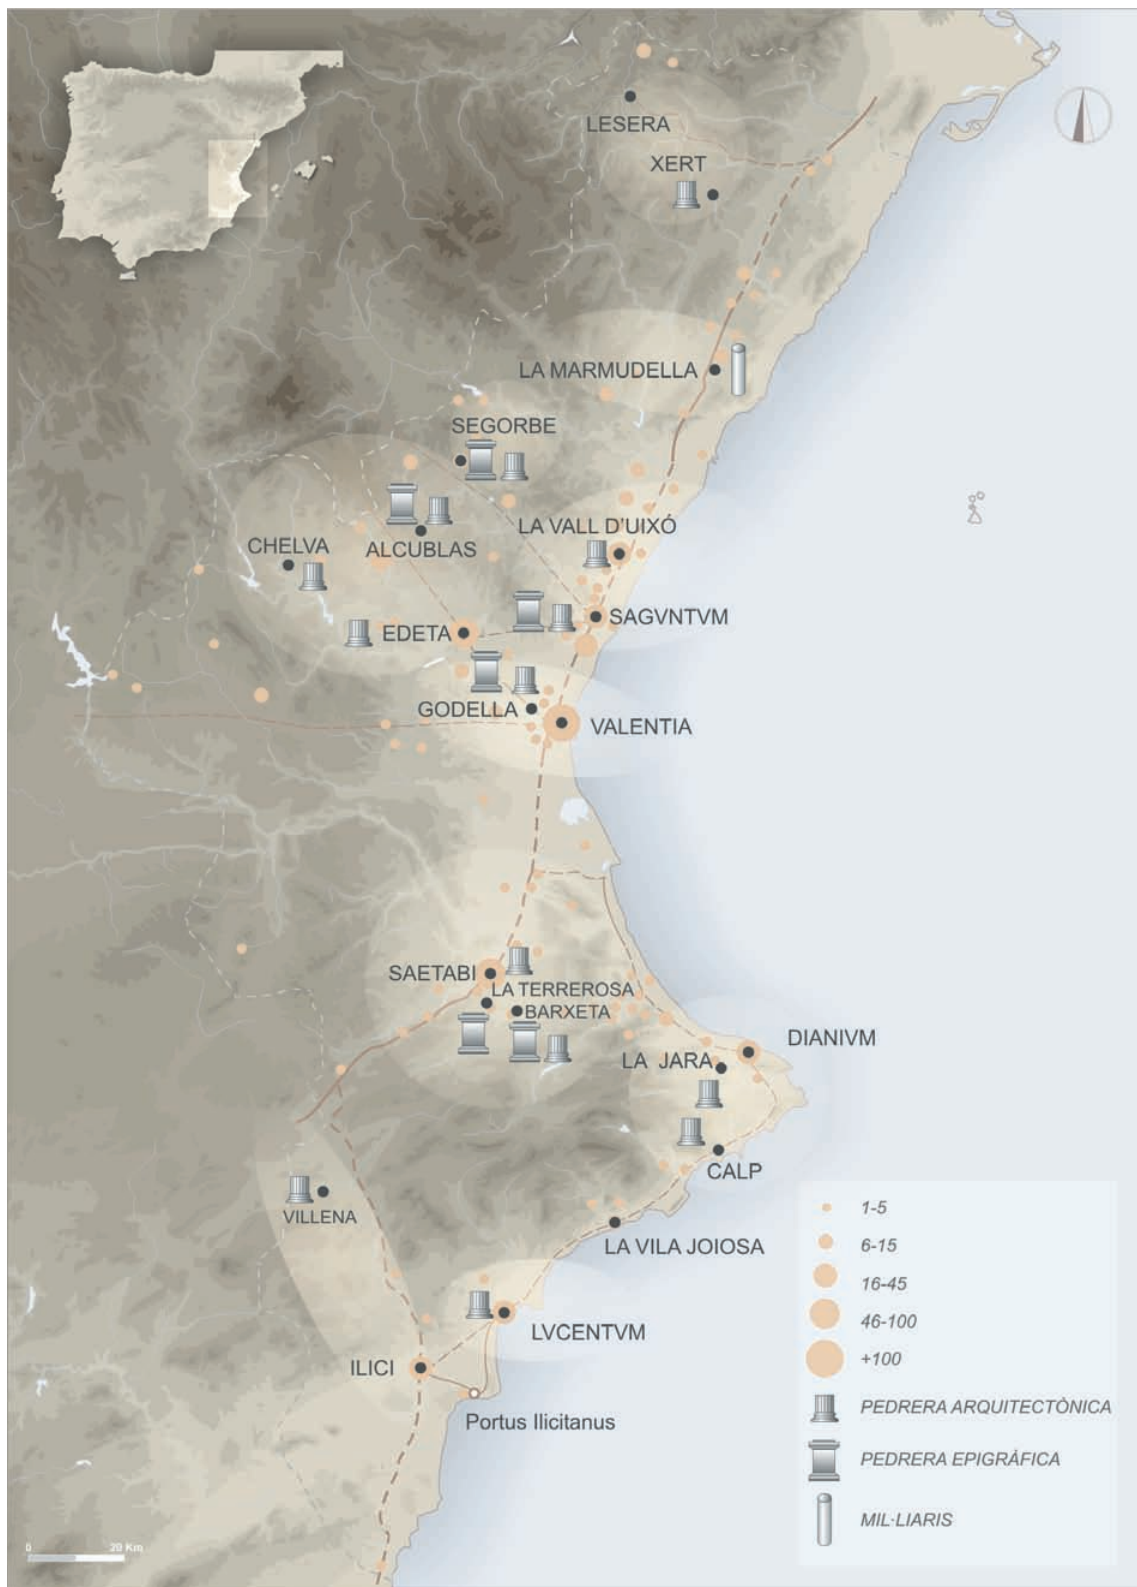 LESERA
XERT
LA MARMUDELLA
SEGORBE
LA VALL D'UIXÓ
CHELVA
ALCUBLAS
SAGVNTVM
EDETA
GODELLA
VALENTIA
SAETABI
LA TERREROSA
BARXETA
DIANIVM
LA JARA
CALP
VILLENA
LA VILA JOIOSA
LVCENTVM
ILICI
Portus Ilicitanus
1-5
6-15
16-45
46-100
+100
PEDRERA ARQUITECTÒNICA
PEDRERA EPIGRÀFICA
MIL·LIARIS
0 20 Km